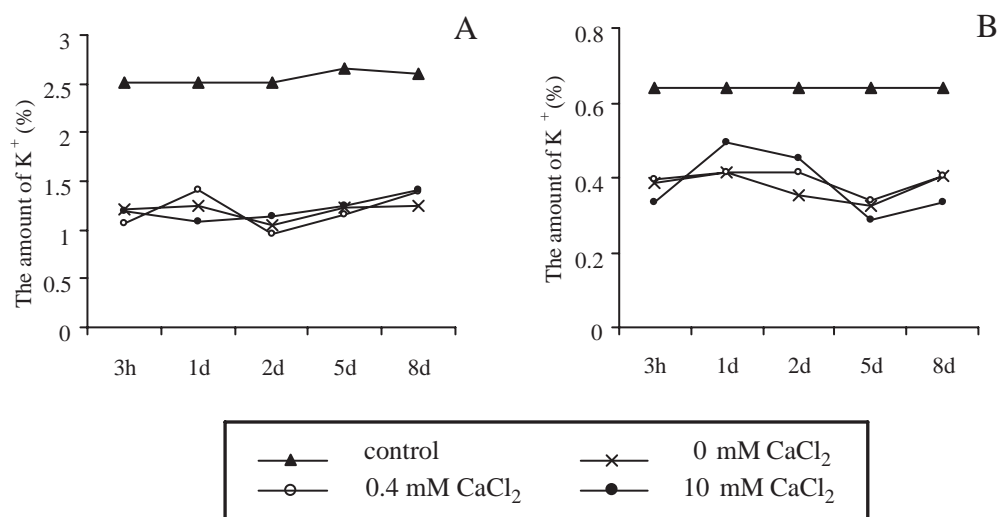 A
The amount of K+ (%)
3
2.5
2
1.5
1
0.5
0
3h 1d 2d 5d 8d
B
The amount of K+ (%)
0.8
0.6
0.4
0.2
0
3h 1d 2d 5d 8d
control 0 mM CaCl2
0.4 mM CaCl2 10 mM CaCl2